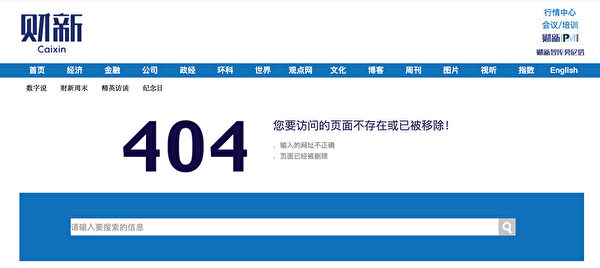 财新
Caixin
行情中心
会议/培训
财新PMI
财新智库莫尼塔
首页 经济 金融 公司 政经 环科 世界 观点网 文化 博客 周刊 图片 视听 指数 English
数字说 财新周末 精英访谈 纪念日
404
您要访问的页面不存在或已被移除！
. 输入的网址不正确
. 页面已经被删除
请输入要搜索的信息